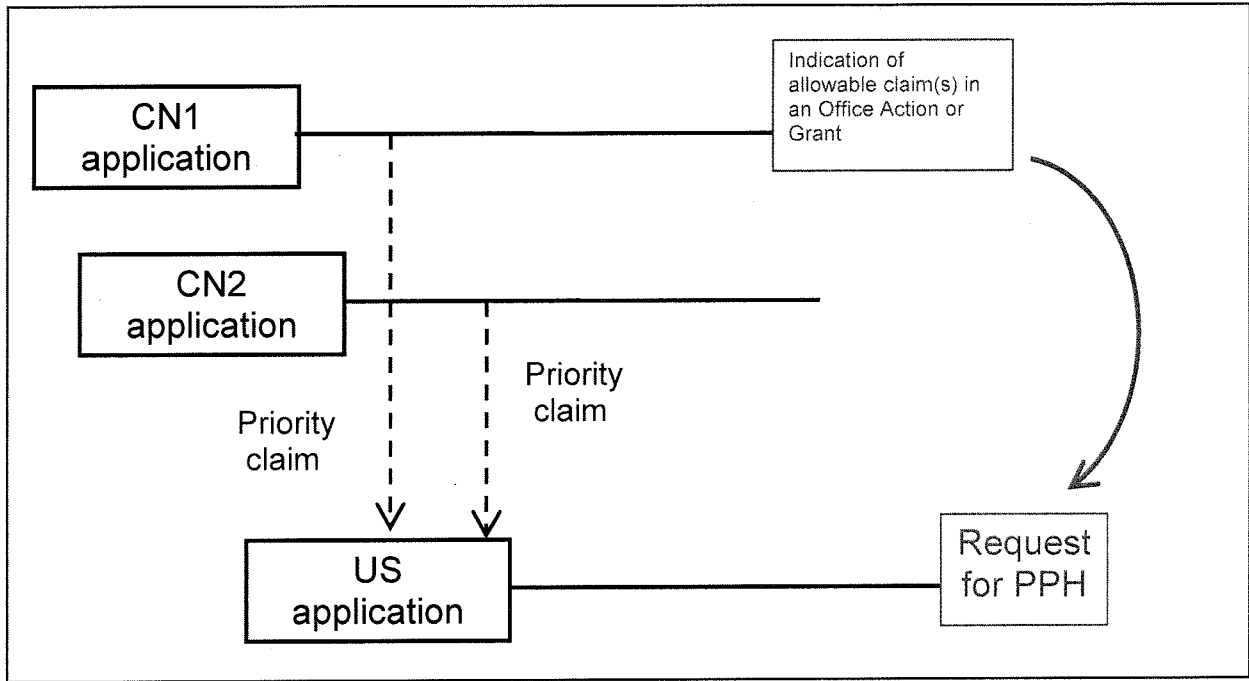 CN1
application
Indication of
allowable claim(s) in
an Office Action or
Grant
CN2
application
Priority
claim
Priority
claim
US
application
Request
for PPH